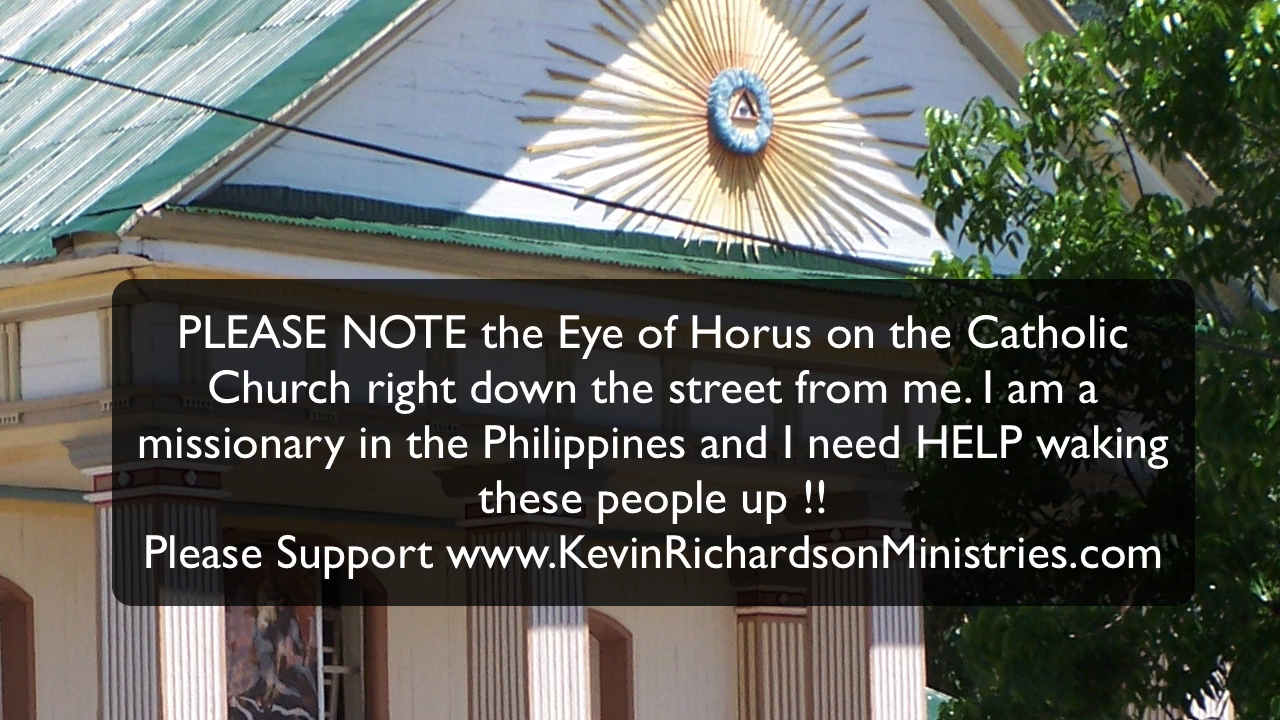 PLEASE NOTE the Eye of Horus on the Catholic
Church right down the street from me. I am a
missionary in the Philippines and I need HELP waking
these people up !!
Please Support www.KevinRichardsonMinistries.com